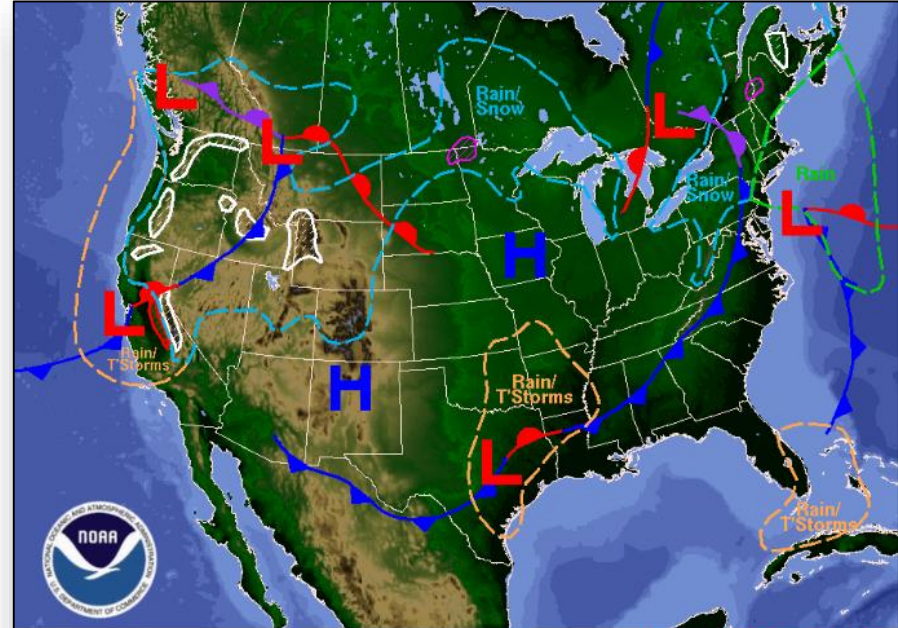 L
Rain/
Snow
L
L
Rain/
Snow
Rain
L
H
L
Rain/
T'Storms
H
Rain/
T'Storms
L
Rain/
T'Storms
NATIONAL OCEANIC AND ATMOSPHERIC ADMINISTRATION
NOAA
U.S. DEPARTMENT OF COMMERCE